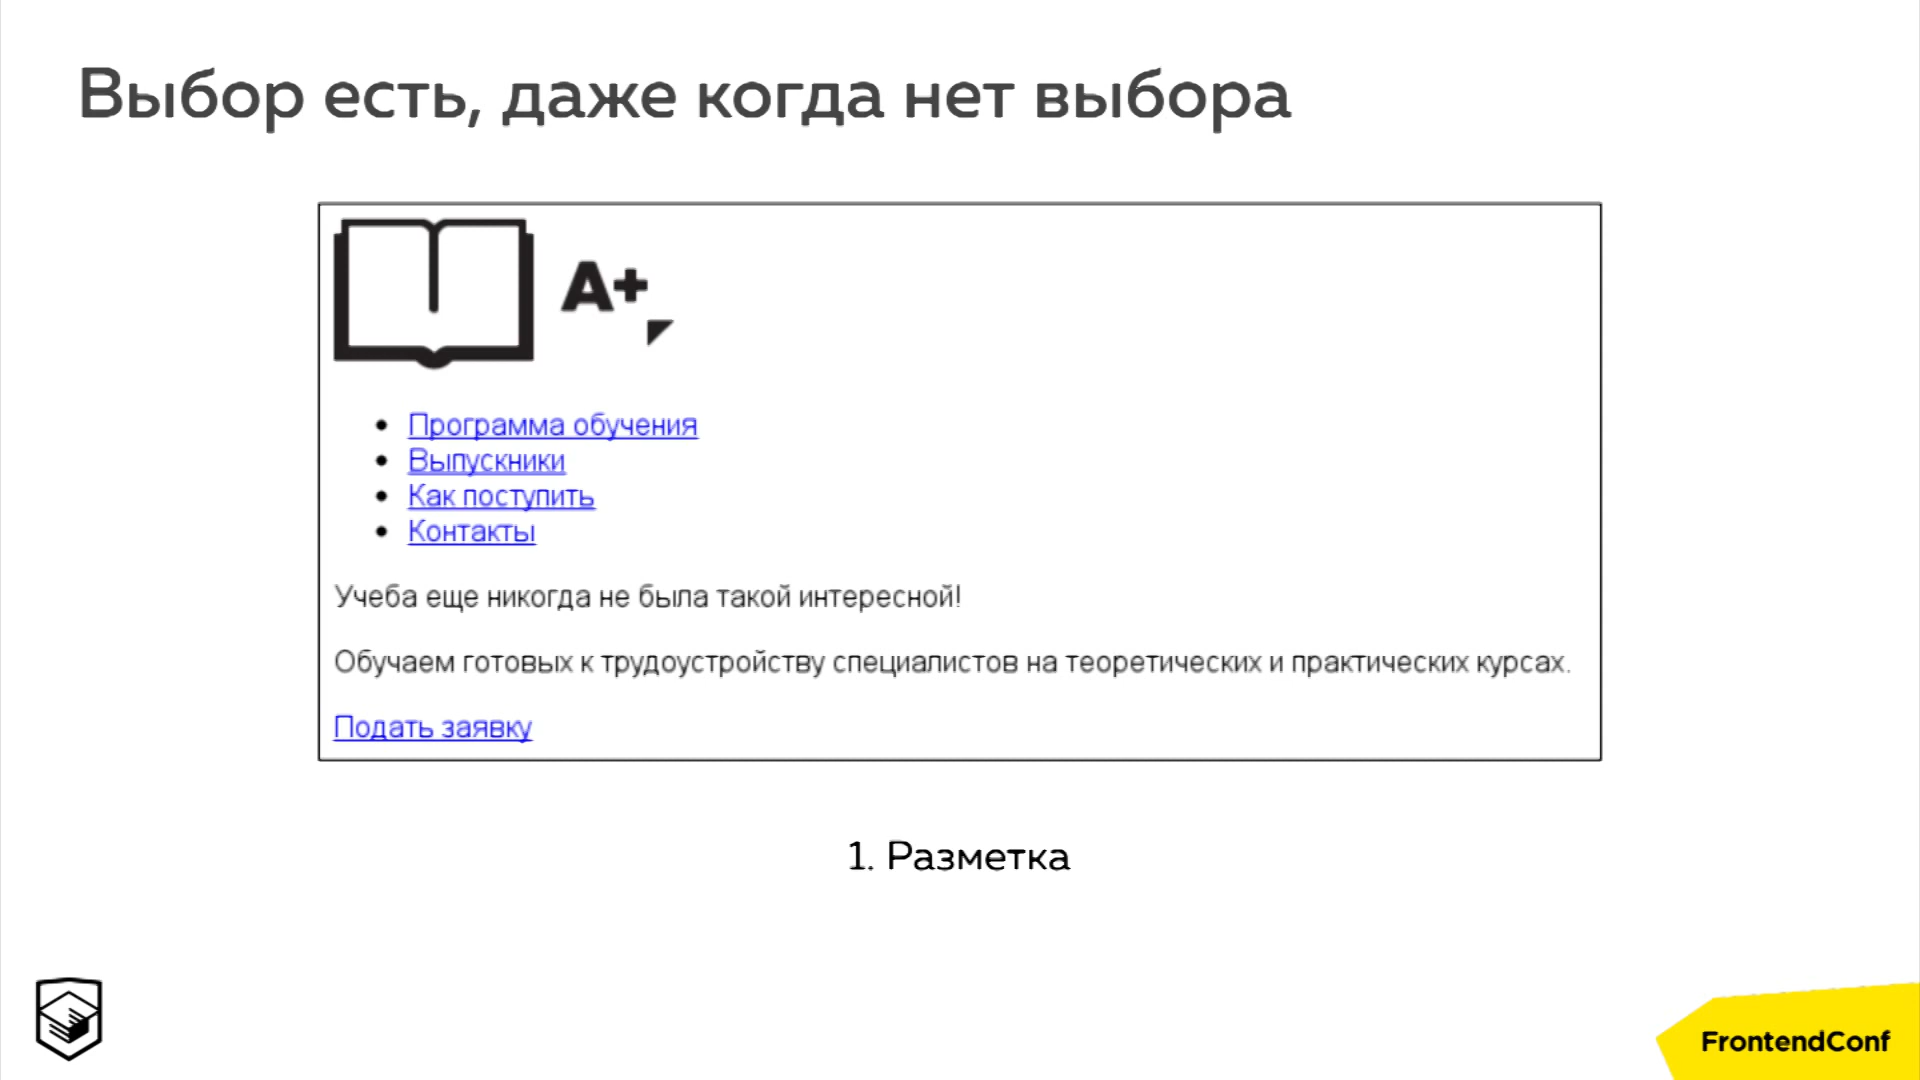 Выбор есть, даже когда нет выбора
A+
Программа обучения
Выпускники
Как поступить
Контакты
Учеба еще никогда не была такой интересной!
Обучаем готовых к трудоустройству специалистов на теоретических и практических курсах.
Подать заявку
1. Разметка
FrontendConf